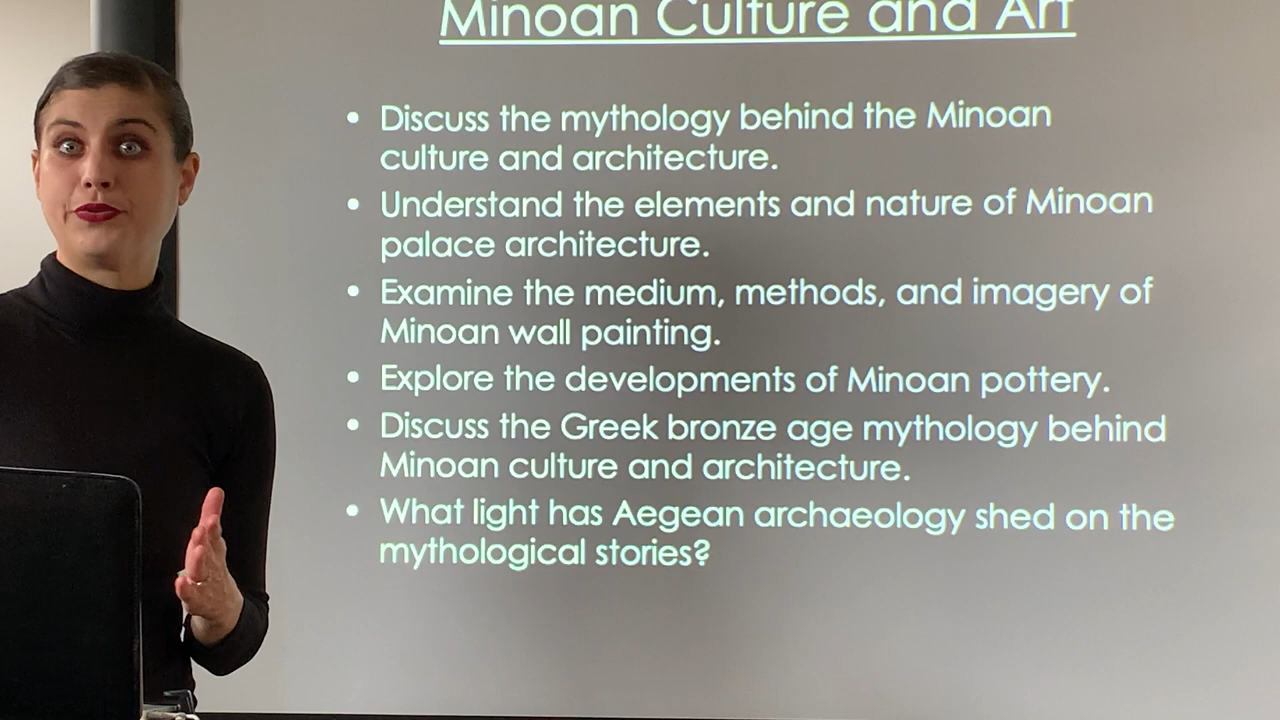 Minoan Culture and Art
• Discuss the mythology behind the Minoan
culture and architecture.
• Understand the elements and nature of Minoan
palace architecture.
• Examine the medium, methods, and imagery of
Minoan wall painting.
• Explore the developments of Minoan pottery.
• Discuss the Greek bronze age mythology behind
Minoan culture and architecture.
• What light has Aegean archaeology shed on the
mythological stories?